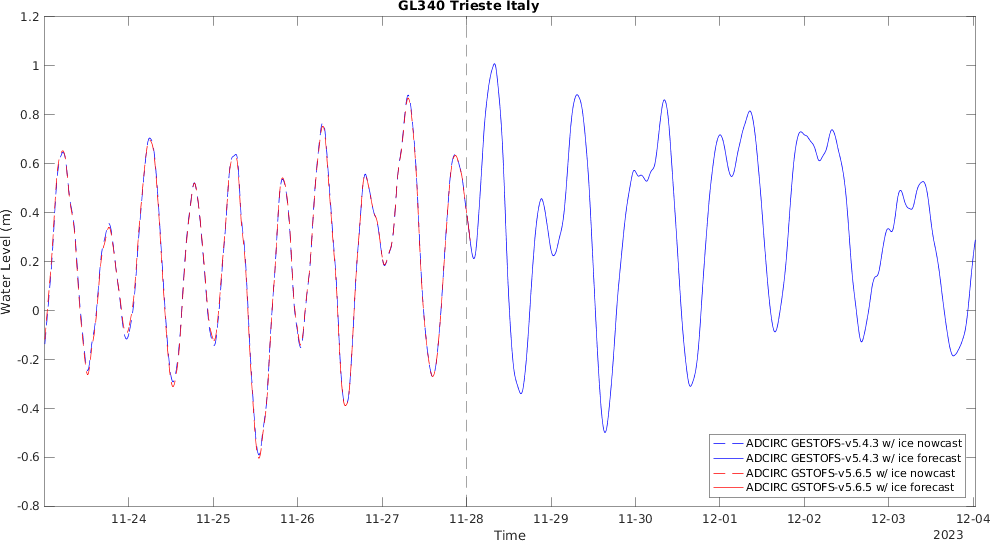 GL340 Trieste Italy
1.2
1
0.8
0.6
0.4
0.2
0
-0.2
-0.4
-0.6
-0.8
Water Level (m)
11-24 11-25 11-26 11-27 11-28 11-29 11-30 12-01 12-02 12-03 12-04
Time
2023
ADCIRC GESTOFS-v5.4.3 w/ ice nowcast
ADCIRC GESTOFS-v5.4.3 w/ ice forecast
ADCIRC GSTOFS-v5.6.5 w/ ice nowcast
ADCIRC GSTOFS-v5.6.5 w/ ice forecast